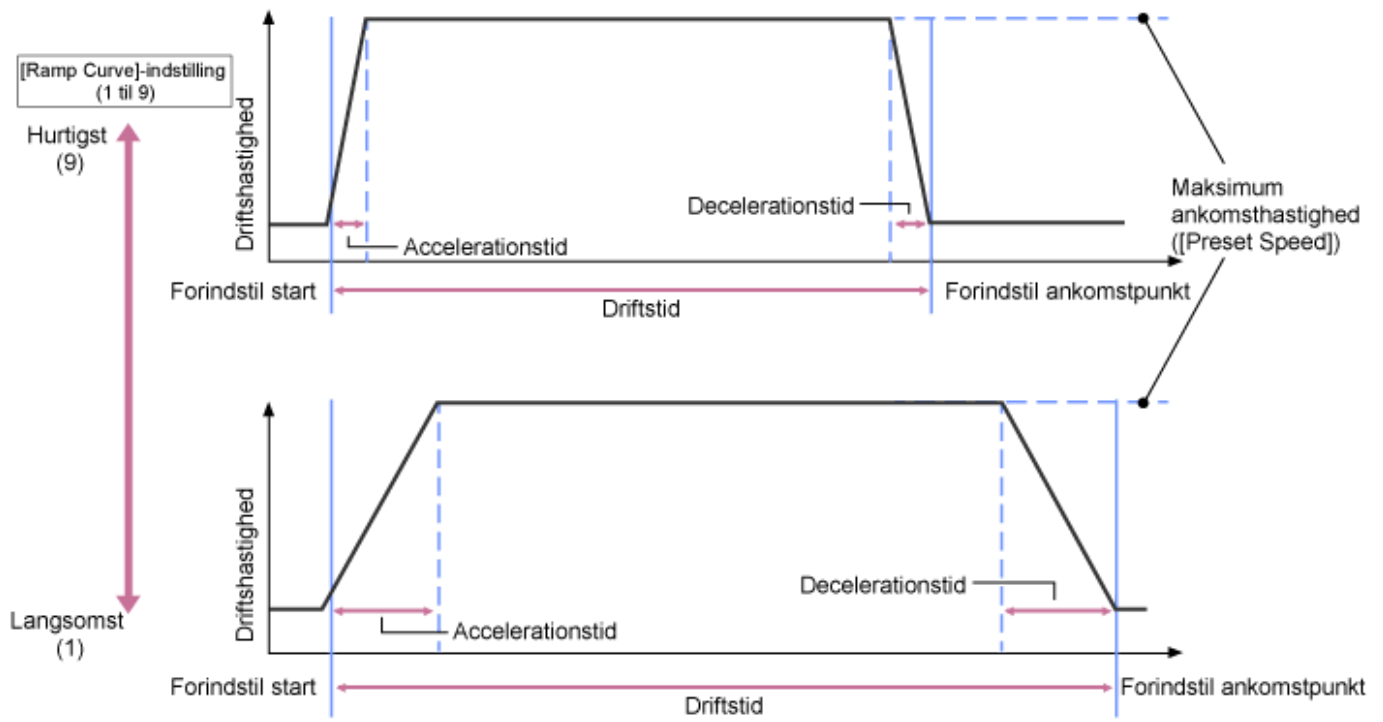 [Ramp Curve]-indstilling
(1 til 9)
Hurtigst
(9)
Driftshastighed
Decelerationstid
Accelerationstid
Maksimum
ankomsthastighed
([Preset Speed])
Forindstil start
Forindstil ankomstpunkt
Driftstid
Driftshastighed
Decelerationstid
Langsomst
(1)
Accelerationstid
Forindstil start
Forindstil ankomstpunkt
Driftstid